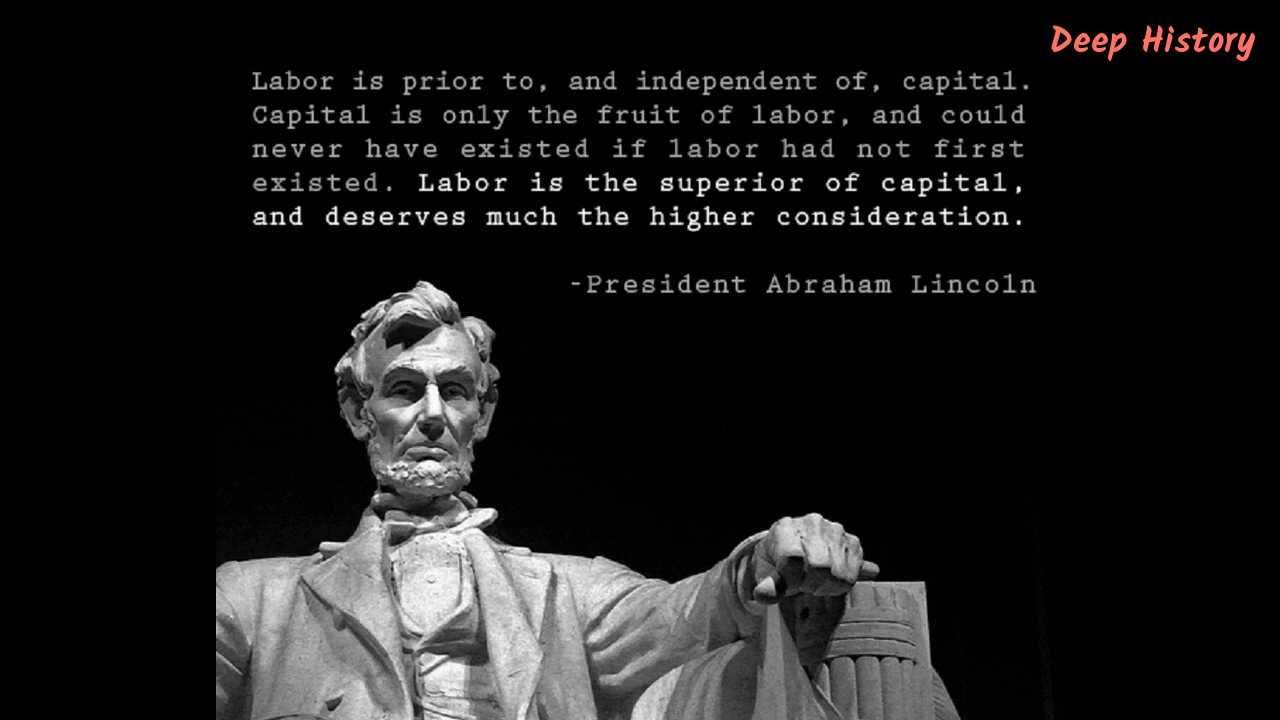 Deep History
Labor is prior to, and independent of, capital.
Capital is only the fruit of labor, and could
never have existed if labor had not first
existed. Labor is the superior of capital,
and deserves much the higher consideration.
-President Abraham Lincoln